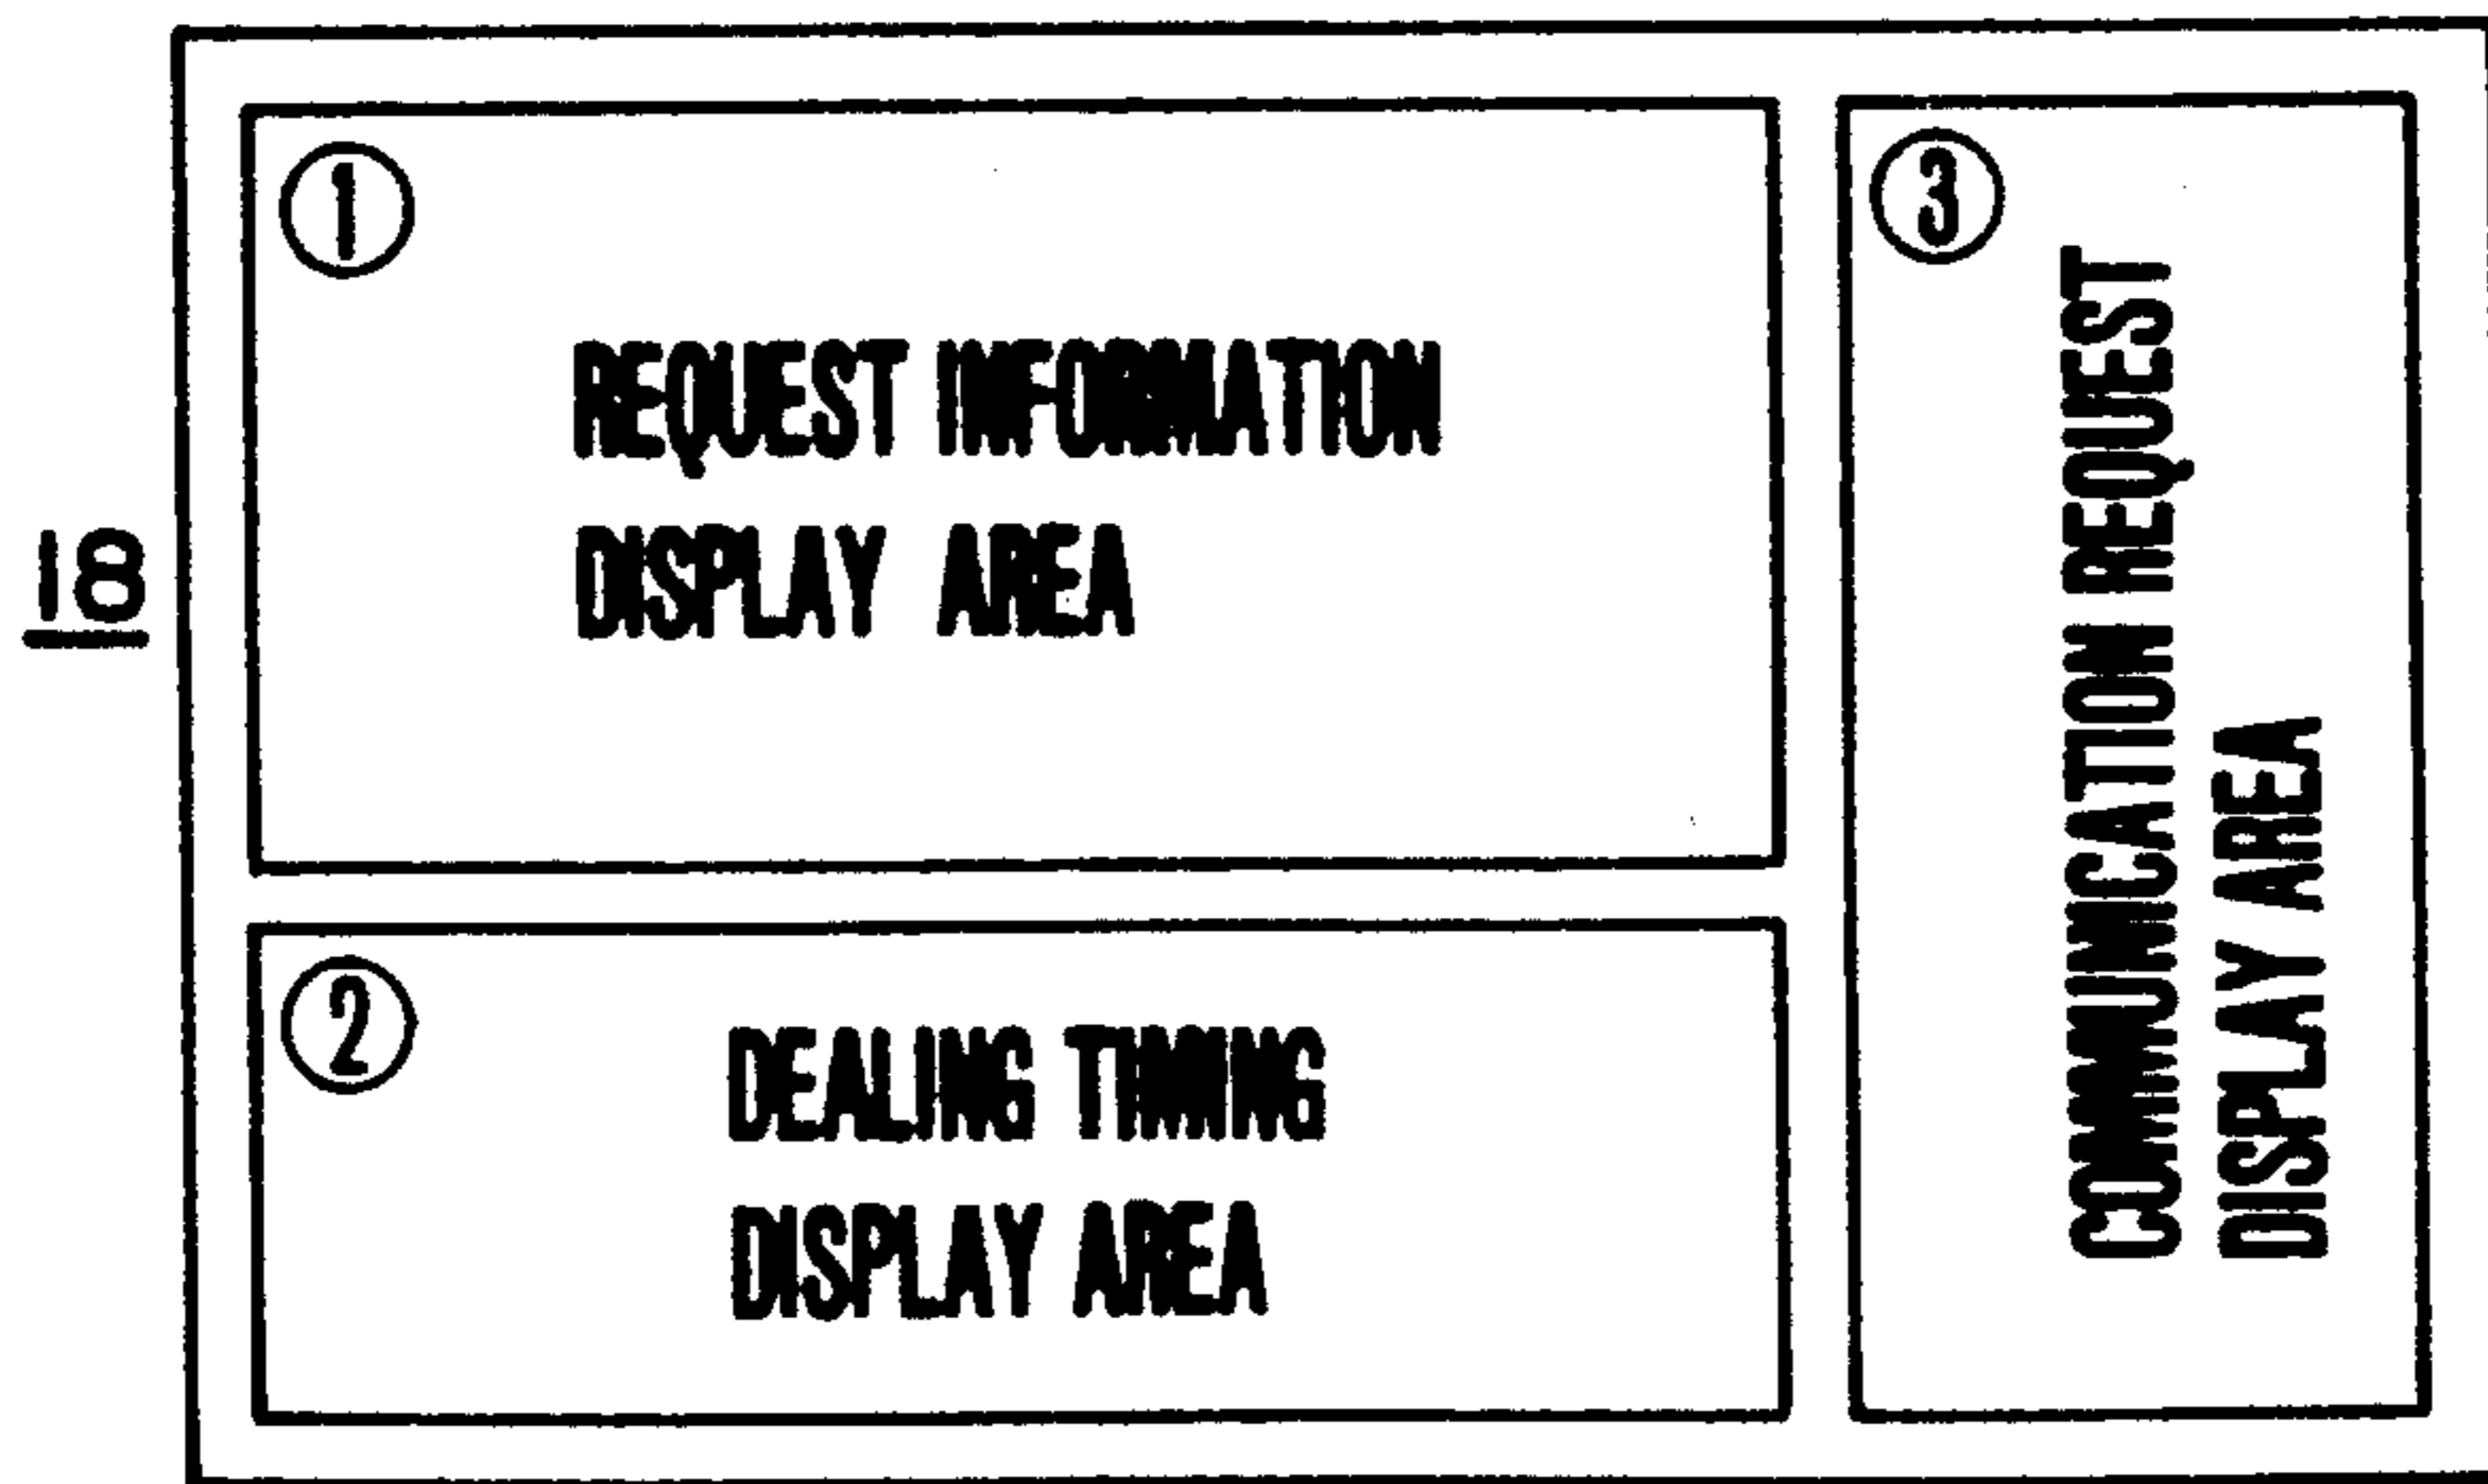 18
①
REQUEST INFORMATION
DISPLAY AREA
②
DEALING TIMING
DISPLAY AREA
③
COMMUNICATION REQUEST
DISPLAY AREA